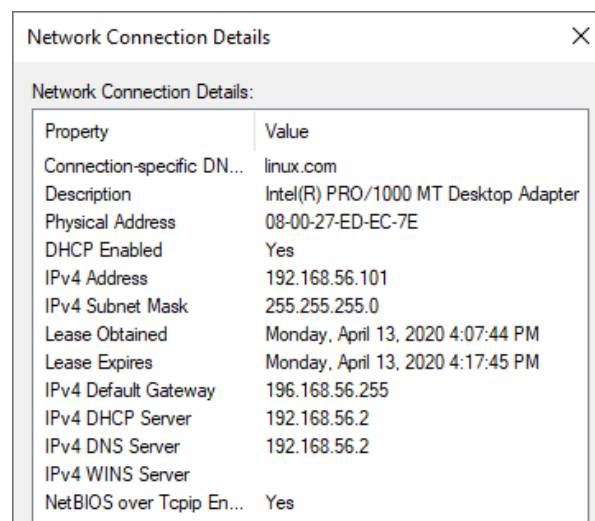 Network Connection Details
Network Connection Details:
Property Value
Connection-specific DN... linux.com
Description Intel(R) PRO/1000 MT Desktop Adapter
Physical Address 08-00-27-ED-EC-7E
DHCP Enabled Yes
IPv4 Address 192.168.56.101
IPv4 Subnet Mask 255.255.255.0
Lease Obtained Monday, April 13, 2020 4:07:44 PM
Lease Expires Monday, April 13, 2020 4:17:45 PM
IPv4 Default Gateway 196.168.56.255
IPv4 DHCP Server 192.168.56.2
IPv4 DNS Server 192.168.56.2
IPv4 WINS Server
NetBIOS over Tcpip En... Yes